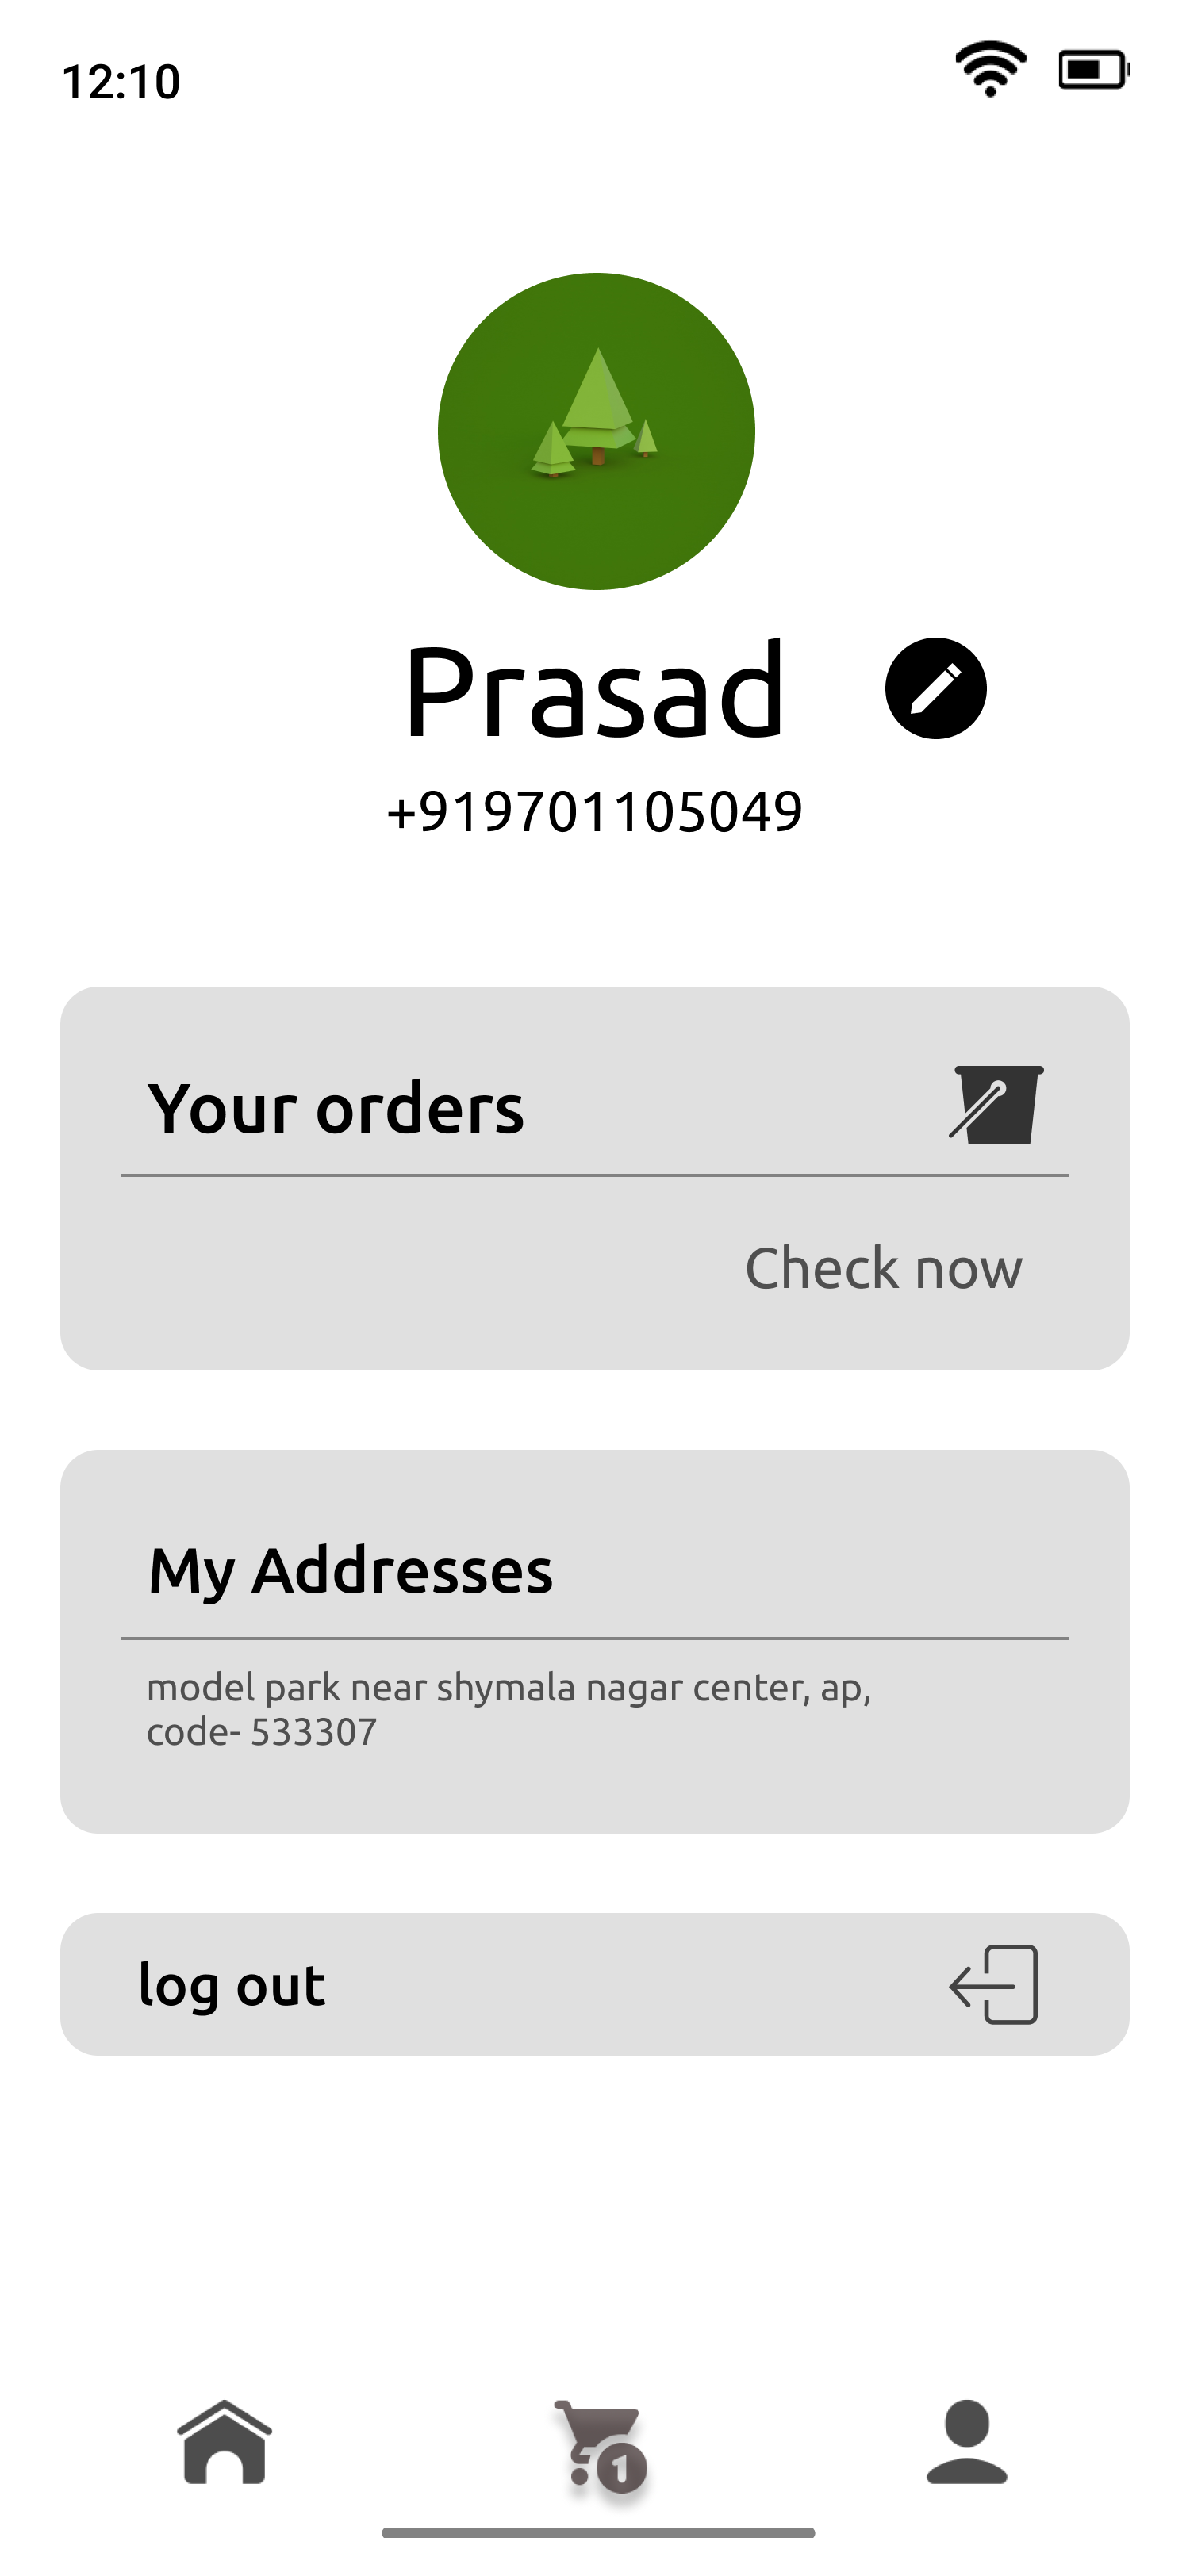 12:10
Prasad
+919701105049
Your orders
Check now
My Addresses
model park near shymala nagar center, ap,
code- 533307
log out
1